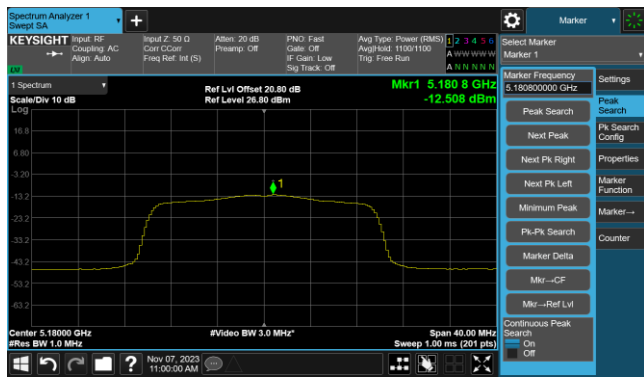 Spectrum Analyzer 1
Swept SA
+
Marker
KEYSIGHT
Input: RF
Coupling: AC
Align: Auto
Input Z: 50 Ω
Corr CCorr
Freq Ref: Int (S)
Atten: 20 dB
Preamp: Off
PNO: Fast
Gate: Off
IF Gain: Low
Sig Track: Off
Avg Type: Power (RMS)
Avg|Hold: 1100/1100
Trig: Free Run
1 2 3 4 5 6
A W W W W W
A N N N N N
LV
Select Marker
Marker 1
1 Spectrum
Scale/Div 10 dB
Log
Ref Lvl Offset 20.80 dB
Ref Level 26.80 dBm
Mkr1 5.180 8 GHz
-12.508 dBm
16.8
6.80
-3.20
-13.2
-23.2
-33.2
-43.2
-53.2
-63.2
1
Center 5.18000 GHz
#Res BW 1.0 MHz
#Video BW 3.0 MHz*
Span 40.00 MHz
Sweep 1.00 ms (201 pts)
Marker Frequency
5.180800000 GHz
Peak Search
Next Peak
Next Pk Right
Next Pk Left
Minimum Peak
Pk-Pk Search
Marker Delta
Mkr→CF
Mkr→Ref Lvl
Continuous Peak
Search
On
Off
Settings
Peak
Search
Pk Search
Config
Properties
Marker
Function
Marker→
Counter
?
Nov 07, 2023
11:00:00 AM